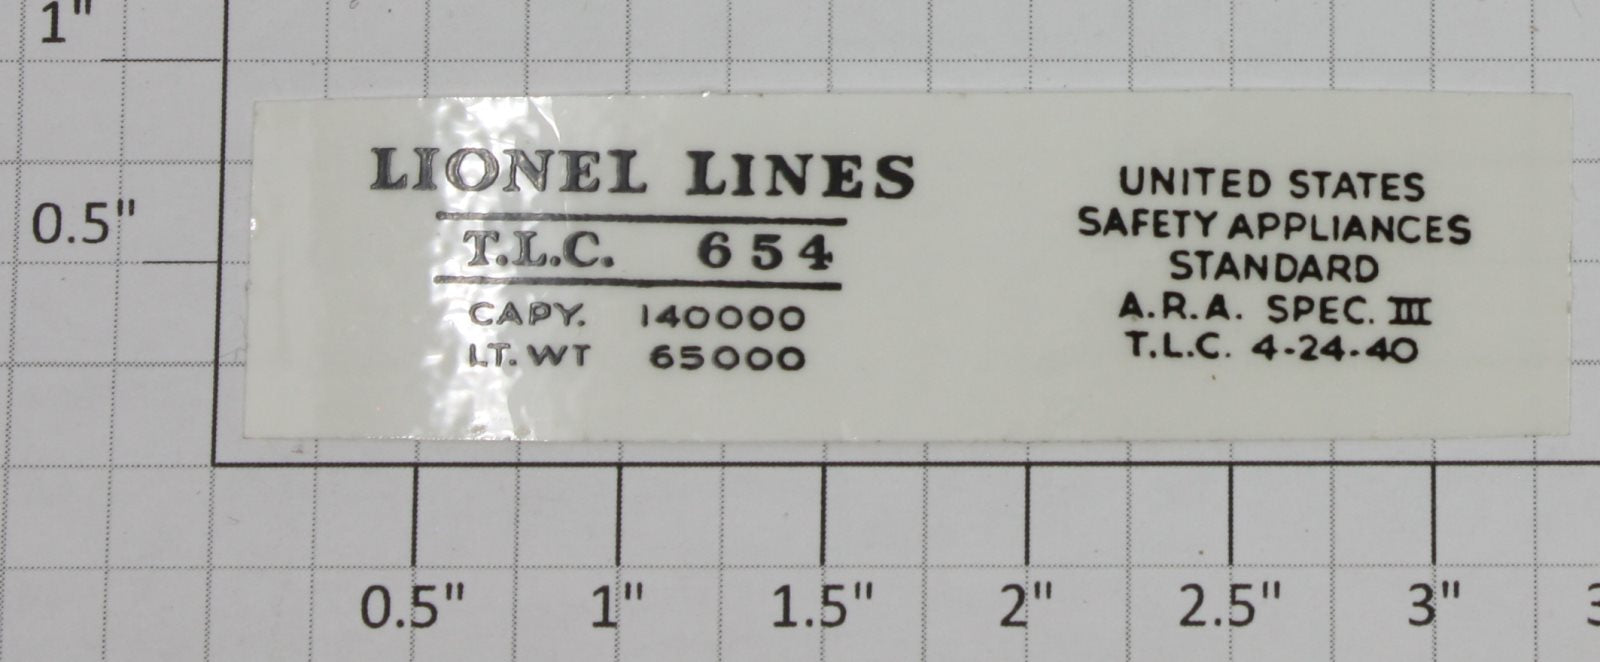 1"
0.5"
LIONEL LINES
T.L.C. 654
CAPY. 140000
LT. WT 65000
UNITED STATES
SAFETY APPLIANCES
STANDARD
A.R.A. SPEC. III
T.L.C. 4-24-40
0.5" 1" 1.5" 2" 2.5" 3"